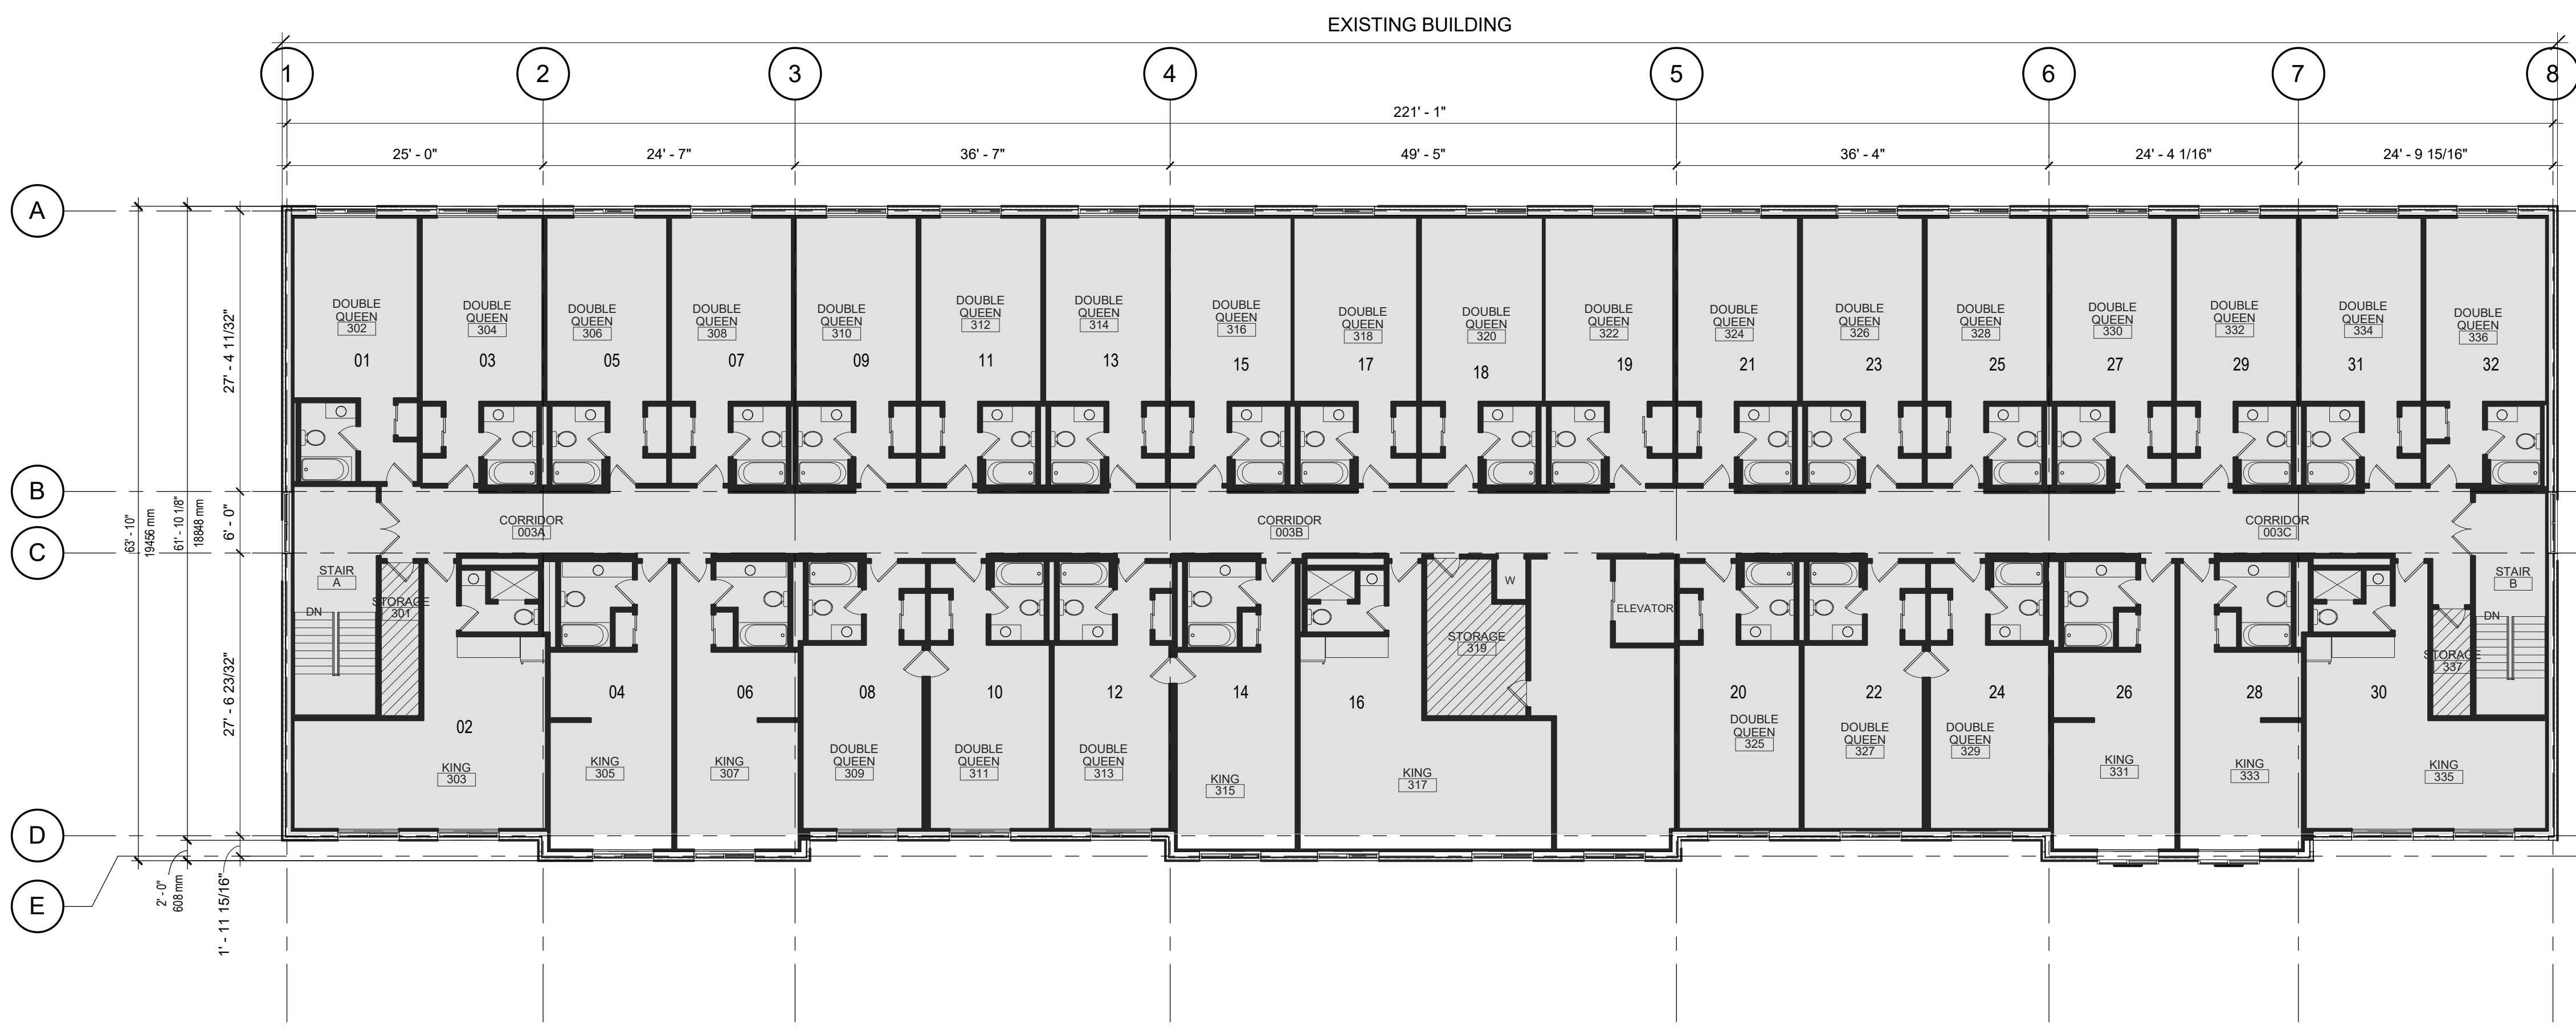 EXISTING BUILDING
1 2 3 4 5 6 7 8
221' - 1"
25' - 0" 24' - 7" 36' - 7" 49' - 5" 36' - 4" 24' - 4 1/16" 24' - 9 15/16"
A
B
C
D
E
63' - 10"
19456 mm
61' - 10 1/8"
18848 mm
27' - 4 11/32"
6' - 0"
27' - 6 23/32"
2' - 0"
608 mm
1' - 11 15/16"
DOUBLE
QUEEN
302
01
DOUBLE
QUEEN
304
03
DOUBLE
QUEEN
306
05
DOUBLE
QUEEN
308
07
DOUBLE
QUEEN
310
09
DOUBLE
QUEEN
312
11
DOUBLE
QUEEN
314
13
DOUBLE
QUEEN
316
15
DOUBLE
QUEEN
318
17
DOUBLE
QUEEN
320
18
DOUBLE
QUEEN
322
19
DOUBLE
QUEEN
324
21
DOUBLE
QUEEN
326
23
DOUBLE
QUEEN
328
25
DOUBLE
QUEEN
330
27
DOUBLE
QUEEN
332
29
DOUBLE
QUEEN
334
31
DOUBLE
QUEEN
336
32
CORRIDOR
003A
CORRIDOR
003B
CORRIDOR
003C
STAIR
A
DN
STORAGE
301
02
KING
303
04
KING
305
06
KING
307
08
DOUBLE
QUEEN
309
10
DOUBLE
QUEEN
311
12
DOUBLE
QUEEN
313
14
KING
315
16
KING
317
STORAGE
319
W
ELEVATOR
20
DOUBLE
QUEEN
325
22
DOUBLE
QUEEN
327
24
DOUBLE
QUEEN
329
26
KING
331
28
KING
333
30
KING
335
STORAGE
337
STAIR
B
DN